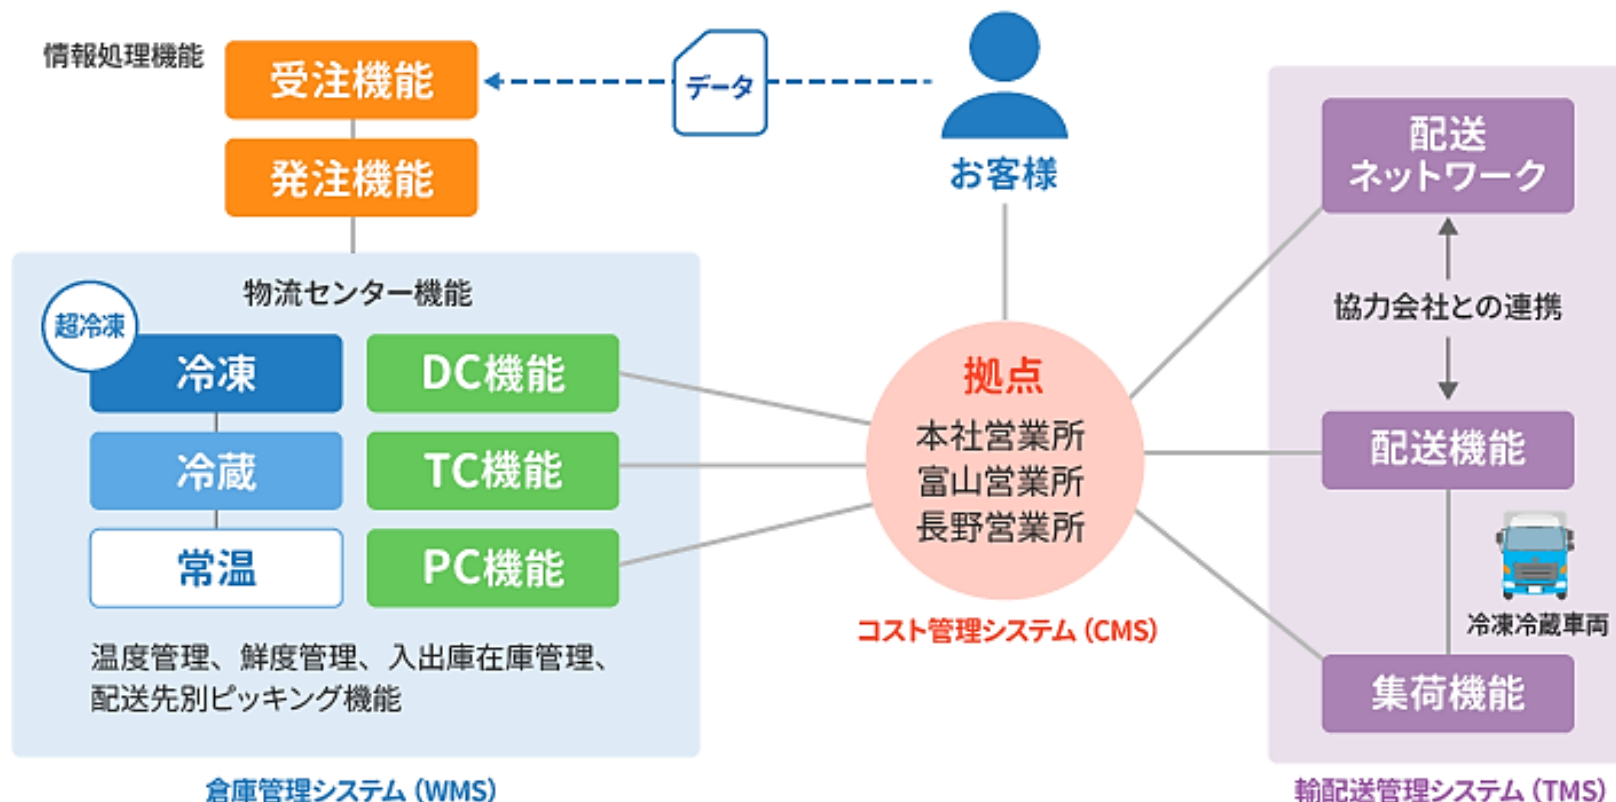 情報処理機能
受注機能
データ
発注機能
お客様
物流センター機能
超冷凍
冷凍
冷蔵
常温
DC機能
TC機能
PC機能
温度管理、鮮度管理、入出庫在庫管理、
配送先別ピッキング機能
倉庫管理システム（WMS）
拠点
本社営業所
富山営業所
長野営業所
コスト管理システム（CMS）
配送
ネットワーク
協力会社との連携
配送機能
冷凍冷蔵車両
集荷機能
輸配送管理システム（TMS）